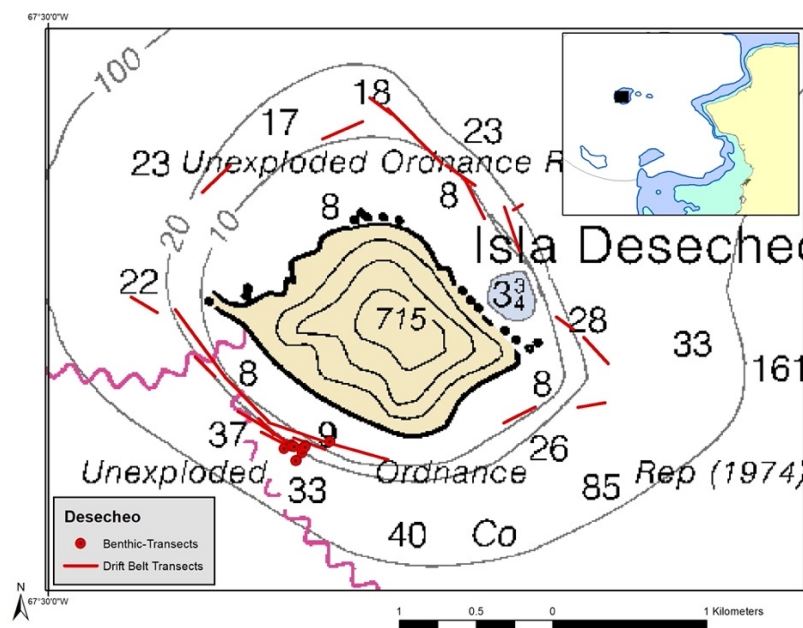 67°30'0"W
100
18
17
23
23 Unexploded Ordnance R
8
8
20
10
Isla Desecheo
22
3 3/4
715
28
33
161
8
8
37
9
26
Unexploded Ordnance Rep (1974)
33
85
40 Co
Desecheo
Benthic-Transects
Drift Belt Transects
N
67°30'0"W
1 0.5 0 1 Kilometers